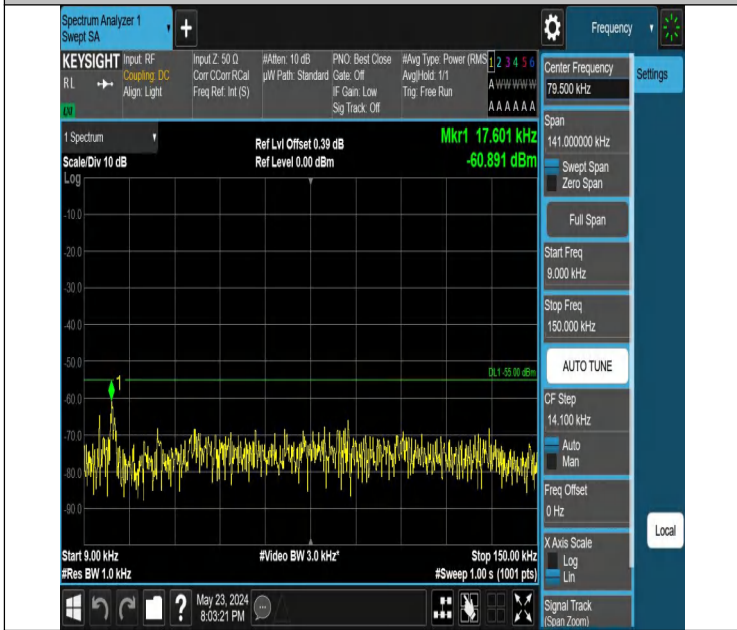 Spectrum Analyzer 1
Swept SA
+
Frequency
KEYSIGHT
RL
Input: RF
Coupling: DC
Align: Light
Input Z: 50 Ω
Corr CCorr RCal
Freq Ref: Int (S)
#Atten: 10 dB
µW Path: Standard
PNO: Best Close
Gate: Off
IF Gain: Low
Sig Track: Off
#Avg Type: Power (RMS
Avg|Hold: 1/1
Trig: Free Run
1 2 3 4 5 6
A W W W W W
A A A A A A
1 Spectrum
Scale/Div 10 dB
Ref Lvl Offset 0.39 dB
Ref Level 0.00 dBm
Mkr1 17.601 kHz
-60.891 dBm
Log
-10.0
-20.0
-30.0
-40.0
-50.0
DL1 -55.00 dBm
1
-60.0
-70.0
-80.0
-90.0
Start 9.00 kHz
#Video BW 3.0 kHz*
Stop 150.00 kHz
#Res BW 1.0 kHz
#Sweep 1.00 s (1001 pts)
?
May 23, 2024
8:03:21 PM
Center Frequency
79.500 kHz
Settings
Span
141.000000 kHz
Swept Span
Zero Span
Full Span
Start Freq
9.000 kHz
Stop Freq
150.000 kHz
AUTO TUNE
CF Step
14.100 kHz
Auto
Man
Freq Offset
0 Hz
Local
X Axis Scale
Log
Lin
Signal Track
(Span Zoom)